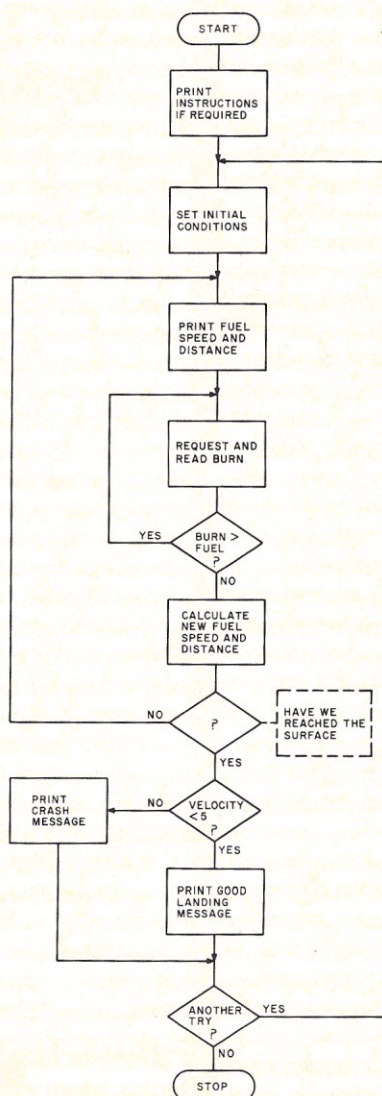 START
PRINT
INSTRUCTIONS
IF REQUIRED
SET INITIAL
CONDITIONS
PRINT FUEL
SPEED AND
DISTANCE
REQUEST AND
READ BURN
YES
BURN >
FUEL
?
NO
CALCULATE
NEW FUEL
SPEED AND
DISTANCE
NO
?
HAVE WE
REACHED THE
SURFACE
YES
PRINT
CRASH
MESSAGE
NO
VELOCITY
<5
?
YES
PRINT GOOD
LANDING
MESSAGE
ANOTHER
TRY
?
YES
NO
STOP